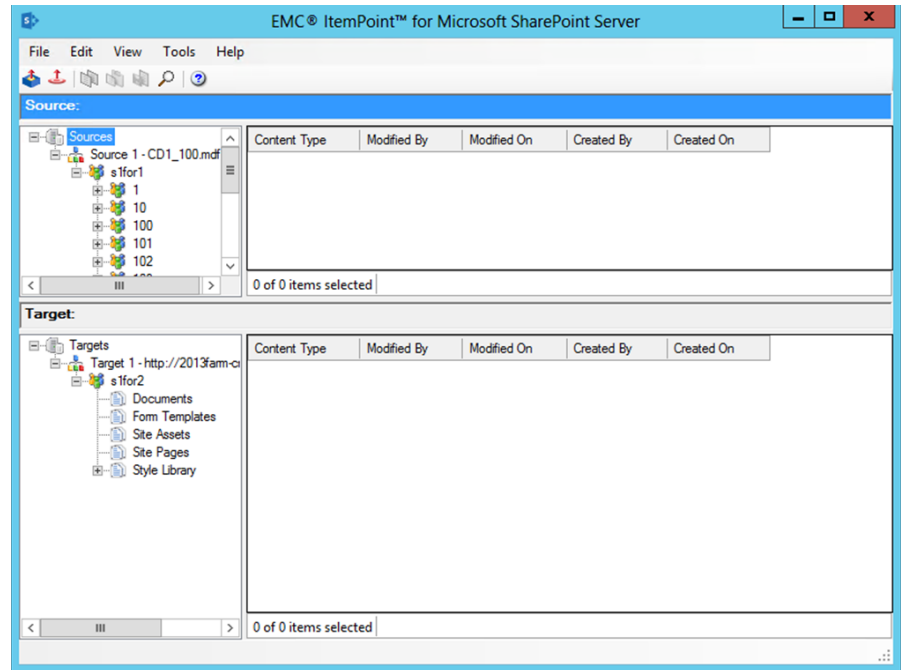 EMC® ItemPoint™ for Microsoft SharePoint Server
File Edit View Tools Help
Source:
Sources
Source 1 - CD1_100.mdf
s1for1
1
10
100
101
102
Content Type Modified By Modified On Created By Created On
0 of 0 items selected
Target:
Targets
Target 1 - http://2013farm-cr
s1for2
Documents
Form Templates
Site Assets
Site Pages
Style Library
Content Type Modified By Modified On Created By Created On
0 of 0 items selected